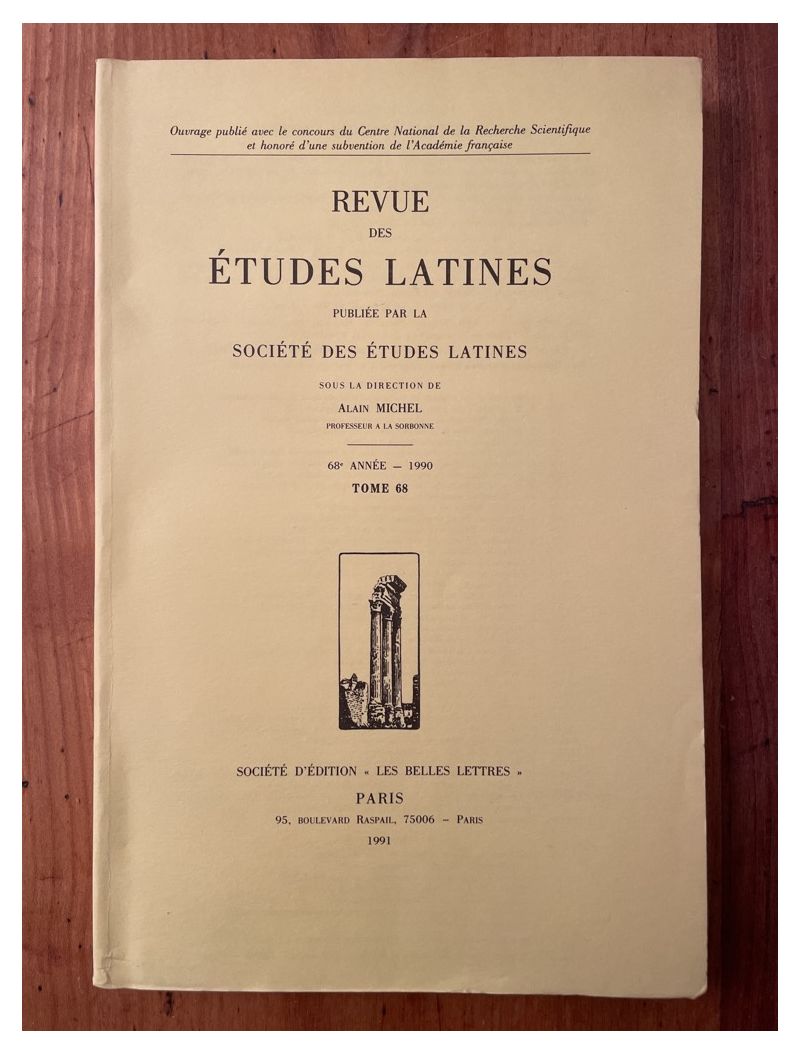 Ouvrage publié avec le concours du Centre National de la Recherche Scientifique
et honoré d'une subvention de l'Académie française
REVUE
DES
ÉTUDES LATINES
PUBLIÉE PAR LA
SOCIÉTÉ DES ÉTUDES LATINES
SOUS LA DIRECTION DE
ALAIN MICHEL
PROFESSEUR A LA SORBONNE
68e ANNÉE — 1990
TOME 68
SOCIÉTÉ D'ÉDITION « LES BELLES LETTRES »
PARIS
95, BOULEVARD RASPAIL, 75006 – PARIS
1991